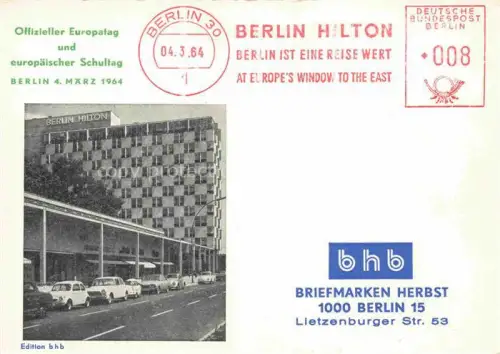 Offizieller Europatag
und
europäischer Schultag
BERLIN 4. MÄRZ 1964
BERLIN 30
04.3.64
1
BERLIN HILTON
BERLIN IST EINE REISE WERT
AT EUROPE'S WINDOW TO THE EAST
DEUTSCHE
BUNDESPOST
BERLIN
008
BERLIN HILTON
bhb
BRIEFMARKEN HERBST
1000 BERLIN 15
Lietzenburger Str. 53
Edition bhb